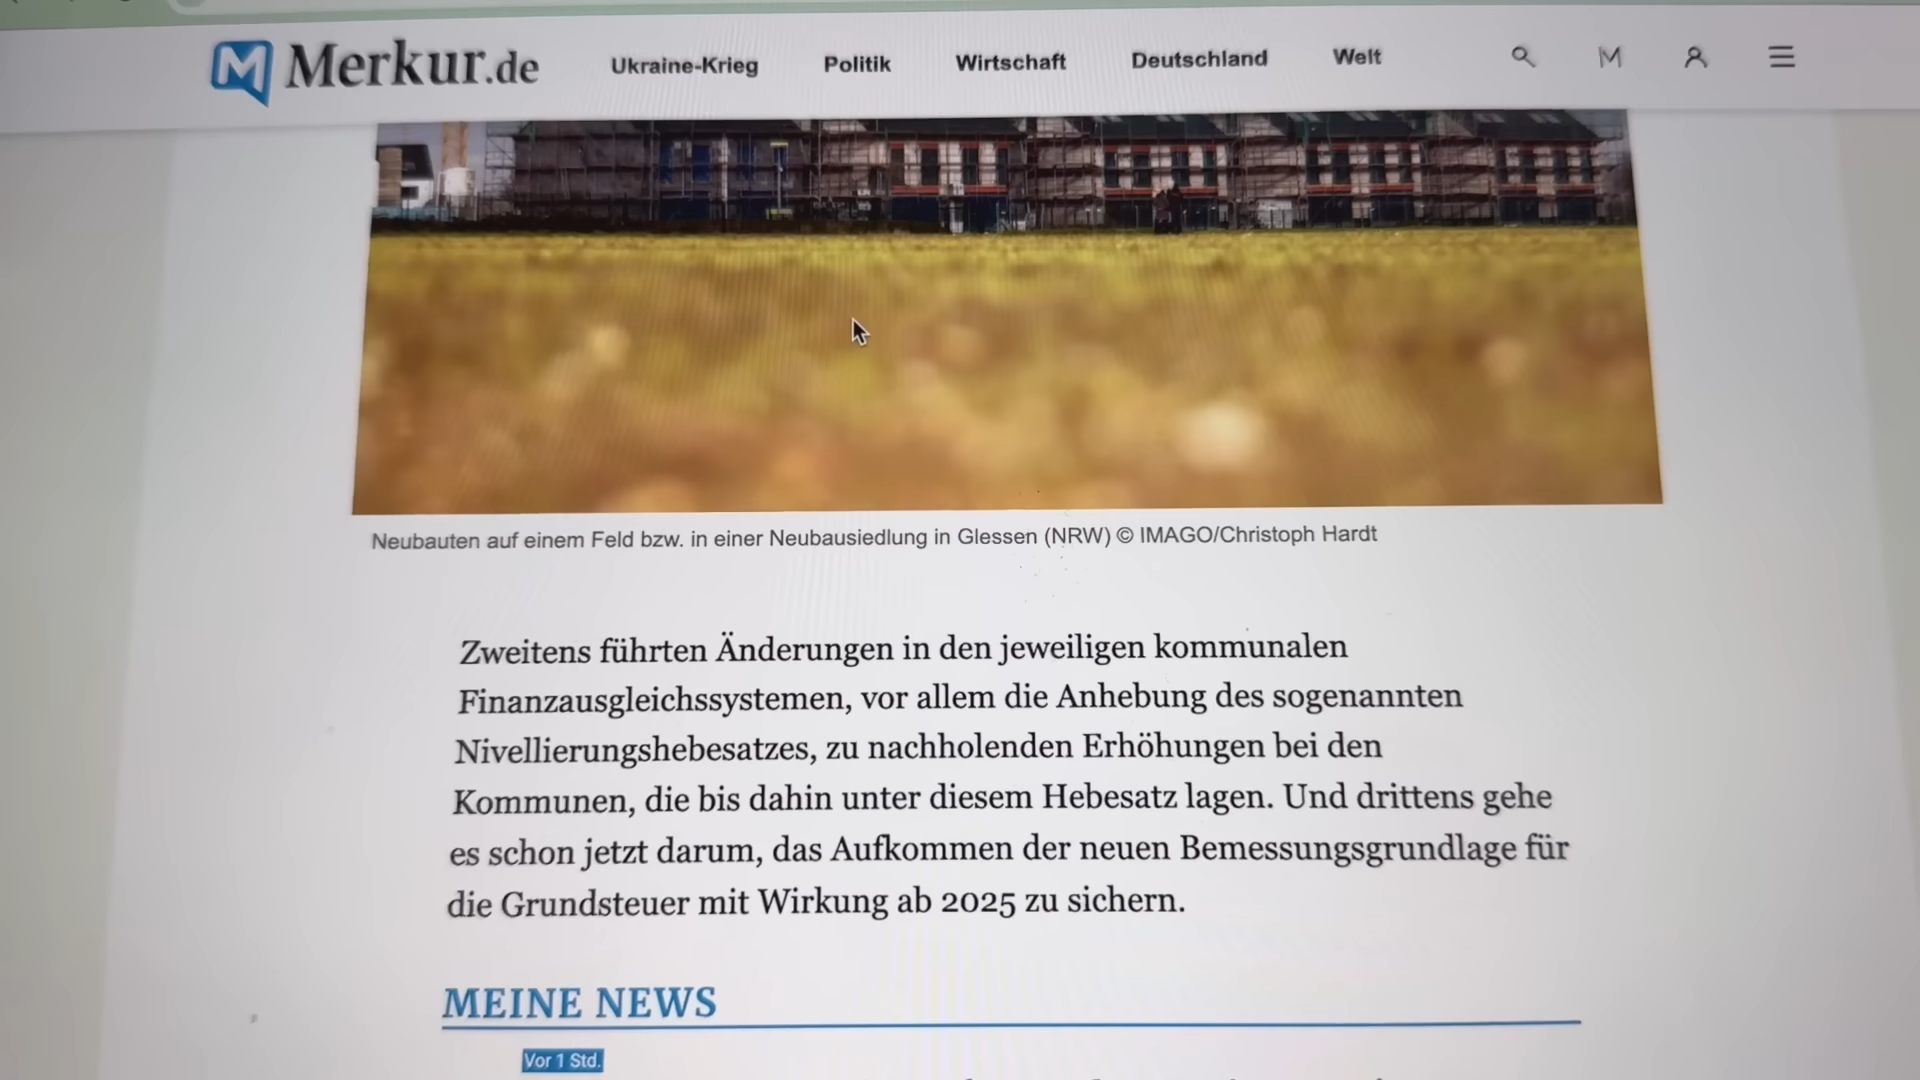 Merkur.de Ukraine-Krieg Politik Wirtschaft Deutschland Welt
Neubauten auf einem Feld bzw. in einer Neubausiedlung in Glessen (NRW) © IMAGO/Christoph Hardt
Zweitens führten Änderungen in den jeweiligen kommunalen
Finanzausgleichssystemen, vor allem die Anhebung des sogenannten
Nivellierungshebesatzes, zu nachholenden Erhöhungen bei den
Kommunen, die bis dahin unter diesem Hebesatz lagen. Und drittens gehe
es schon jetzt darum, das Aufkommen der neuen Bemessungsgrundlage für
die Grundsteuer mit Wirkung ab 2025 zu sichern.
MEINE NEWS
Vor 1 Std.